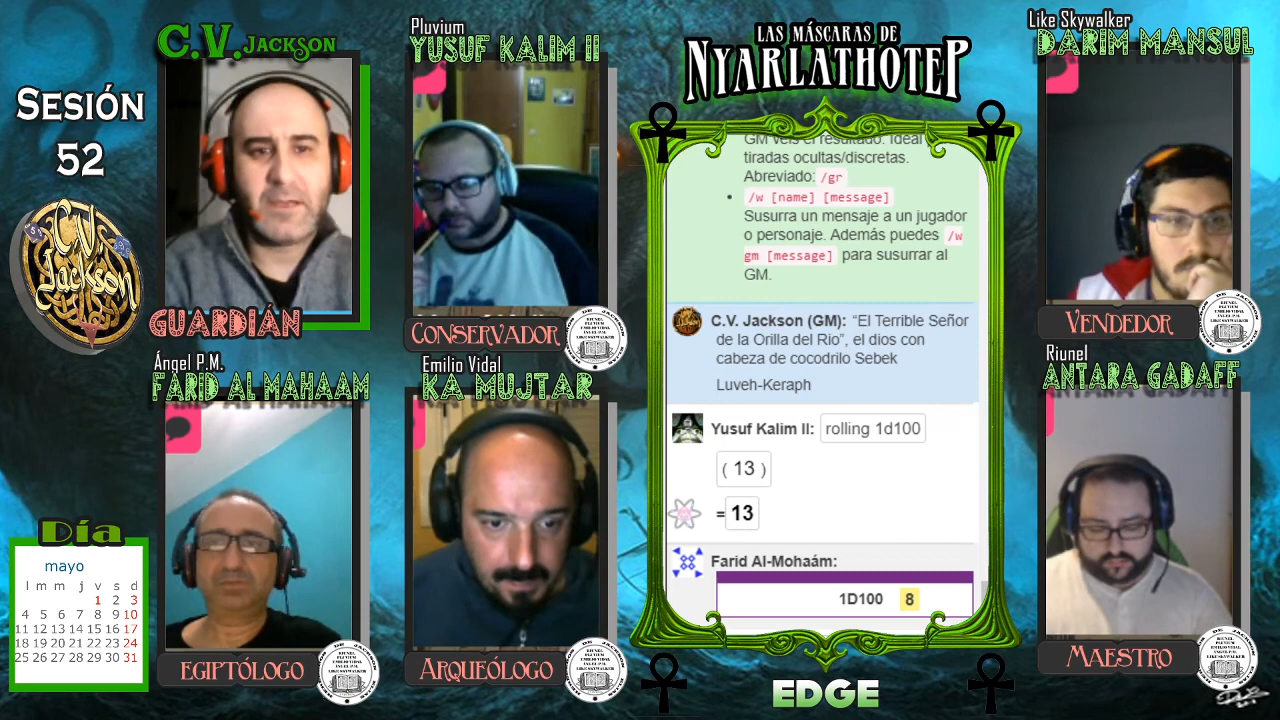 C.V. JACKSON
SESIÓN
52
C.V.
Jackson
GUARDIÁN
Pluvium
YUSUF KALIM II
CONSERVADOR
LAS MÁSCARAS DE
NYARLATHOTEP
GM veis el resultado. Ideal
tiradas ocultas/discretas.
Abreviado: /gr
• /w [name] [message]
Susurra un mensaje a un jugador
o personaje. Además puedes /w
gm [message] para susurrar al
GM.
C.V. Jackson (GM): “El Terrible Señor
de la Orilla del Rio”, el dios con
cabeza de cocodrilo Sebek
Luveh-Keraph
Yusuf Kalim II: rolling 1d100
( 13 )
=13
Farid Al-Mohaám:
1D100 8
EDGE
Like Skywalker
DARIM MANSUL
VENDEDOR
Ángel P.M.
FARID AL MAHAAM
EGIPTÓLOGO
Emilio Vidal
KA MUJTAR
ARQUEÓLOGO
Riunel
ANTARA GADAFF
MAESTRO
Día
mayo
l m m j v s d
1 2 3
4 5 6 7 8 9 10
11 12 13 14 15 16 17
18 19 20 21 22 23 24
25 26 27 28 29 30 31